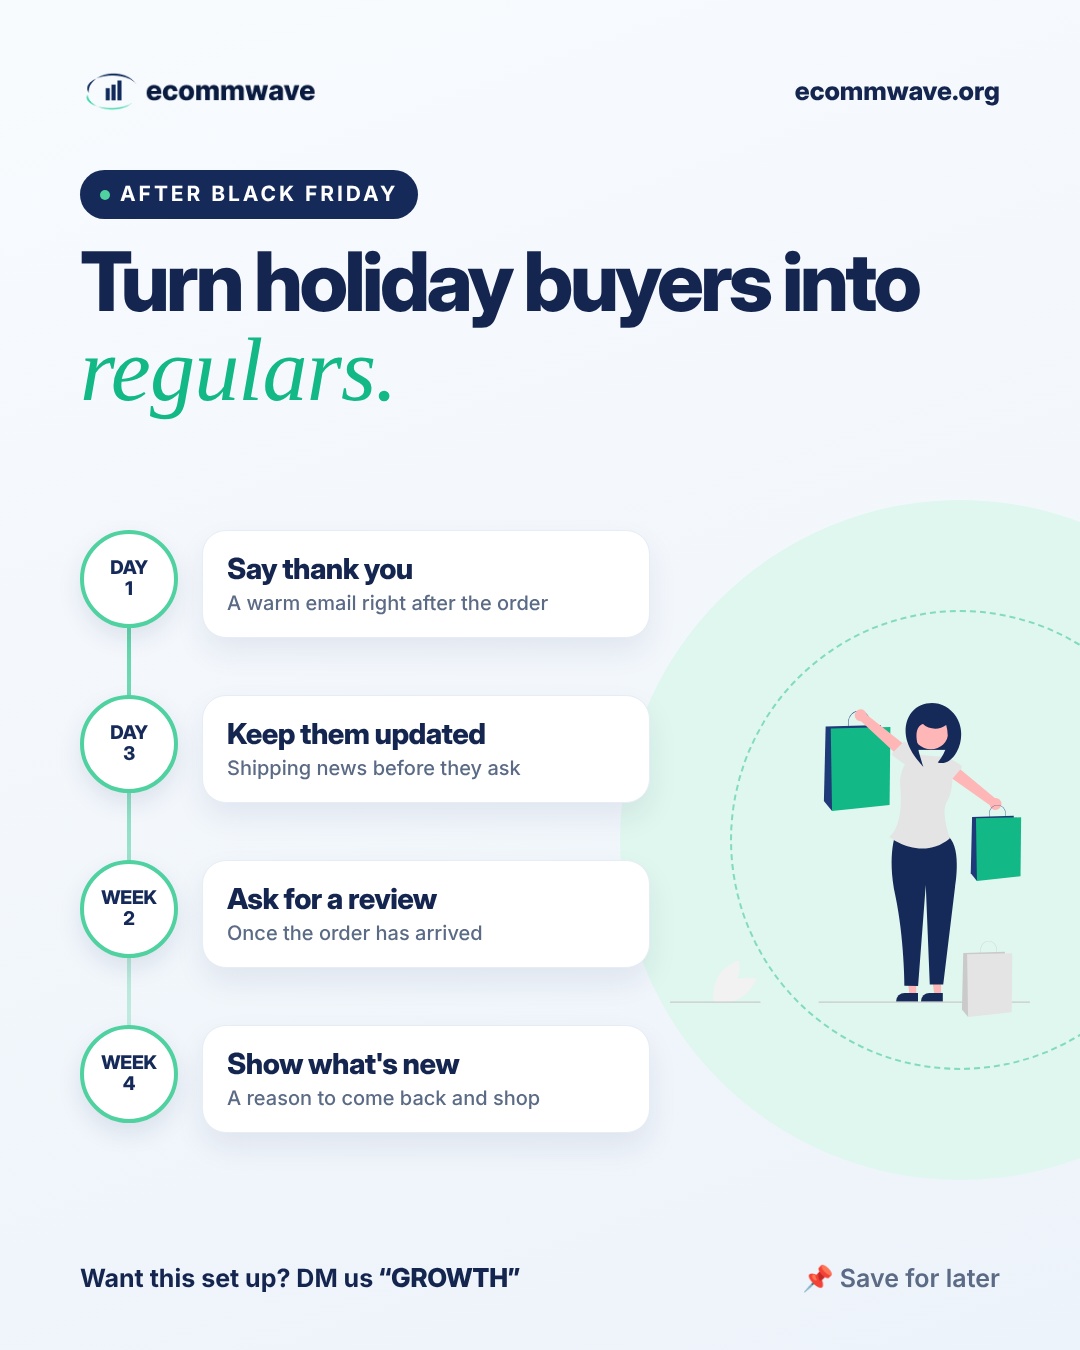 ecommwave
ecommwave.org
AFTER BLACK FRIDAY
Turn holiday buyers into
regulars.
DAY
1
Say thank you
A warm email right after the order
DAY
3
Keep them updated
Shipping news before they ask
WEEK
2
Ask for a review
Once the order has arrived
WEEK
4
Show what's new
A reason to come back and shop
Want this set up? DM us “GROWTH”
📌 Save for later